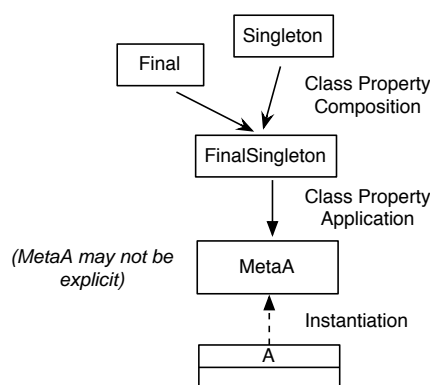 Singleton
Final
Class Property
Composition
FinalSingleton
Class Property
Application
(MetaA may not be
explicit)
MetaA
Instantiation
A